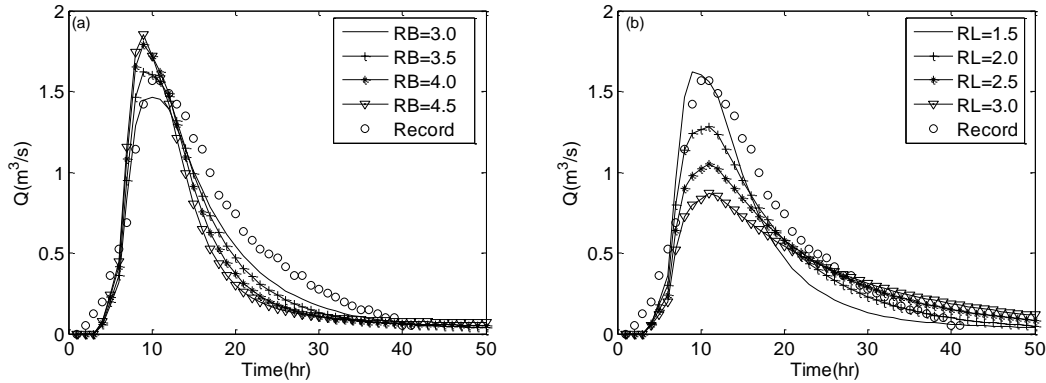 (a)
RB=3.0
RB=3.5
RB=4.0
RB=4.5
Record
2
1.5
1
0.5
0
Q(m³/s)
0 10 20 30 40 50
Time(hr)
(b)
RL=1.5
RL=2.0
RL=2.5
RL=3.0
Record
2
1.5
1
0.5
0
Q(m³/s)
0 10 20 30 40 50
Time(hr)